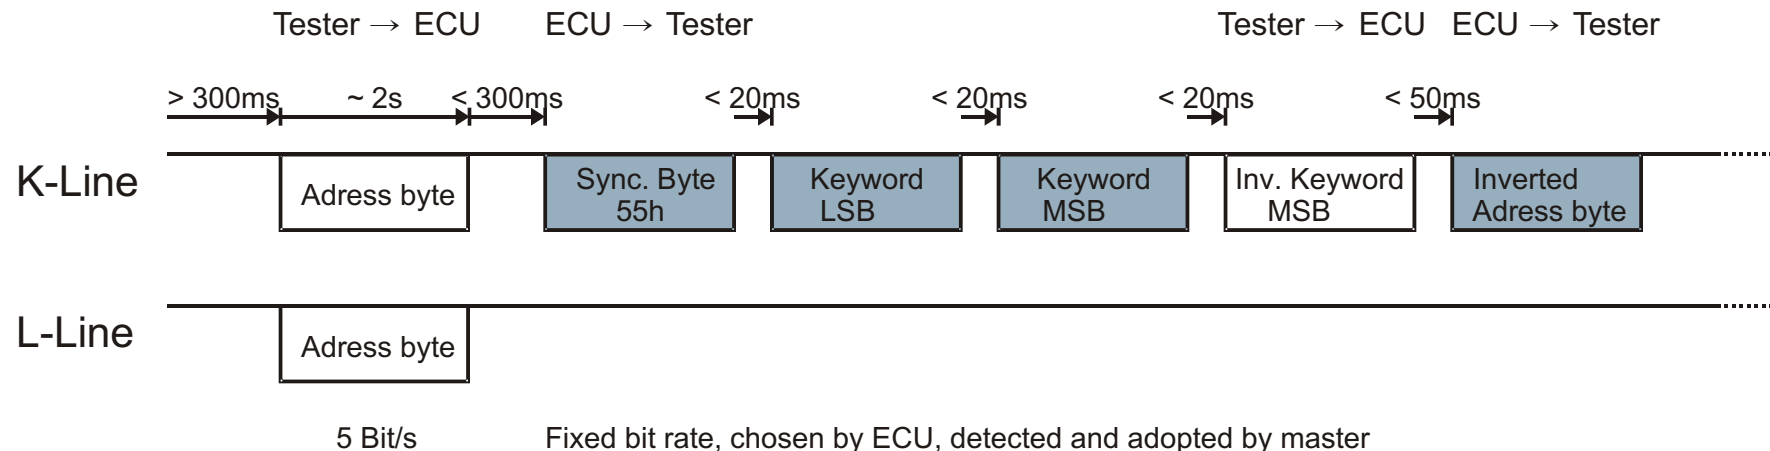 Tester → ECU
ECU → Tester
Tester → ECU
ECU → Tester
> 300ms
~ 2s
< 300ms
< 20ms
< 20ms
< 20ms
< 50ms
K-Line
Adress byte
Sync. Byte
55h
Keyword
LSB
Keyword
MSB
Inv. Keyword
MSB
Inverted
Adress byte
L-Line
Adress byte
5 Bit/s
Fixed bit rate, chosen by ECU, detected and adopted by master